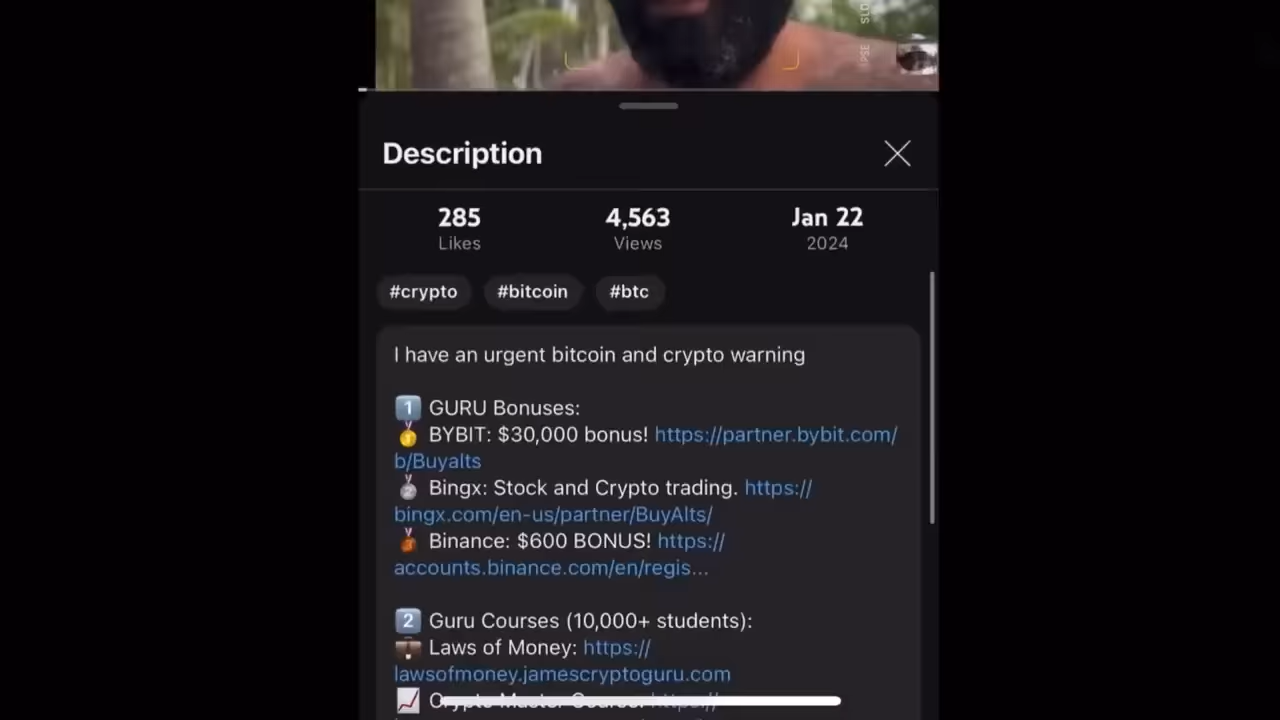 SLO
PSE
Description
285
4,563
Jan 22
Likes
Views
2024
#crypto
#bitcoin
#btc
I have an urgent bitcoin and crypto warning
1 GURU Bonuses:
BYBIT: $30,000 bonus! https://partner.bybit.com/
b/Buyalts
Bingx: Stock and Crypto trading. https://
bingx.com/en-us/partner/BuyAlts/
Binance: $600 BONUS! https://
accounts.binance.com/en/regis...
2 Guru Courses (10,000+ students):
Laws of Money: https://
lawsofmoney.jamescryptoguru.com
Crypto Master Course: https://